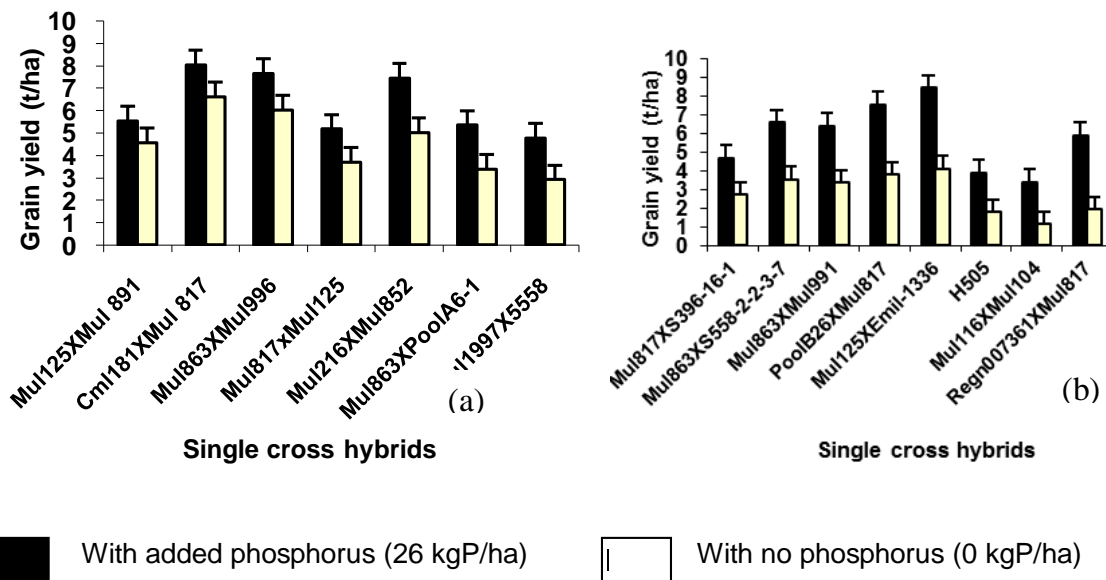 10
9
8
7
6
5
4
3
2
1
0
Grain yield (t/ha)
Mul125XMul 891
Cml181XMul 817
Mul863XMul996
Mul817xMul125
Mul216XMul852
Mul863XPoolA6-1
l1997X5558
(a)
Single cross hybrids
10
9
8
7
6
5
4
3
2
1
0
Grain yield (t/ha)
Mul817XS396-16-1
Mul863XS558-2-2-3-7
Mul863XMul991
PoolB26XMul817
Mul125XEmil-1336
H505
Mul116XMul104
Regn007361XMul817
(b)
Single cross hybrids
With added phosphorus (26 kgP/ha)
With no phosphorus (0 kgP/ha)